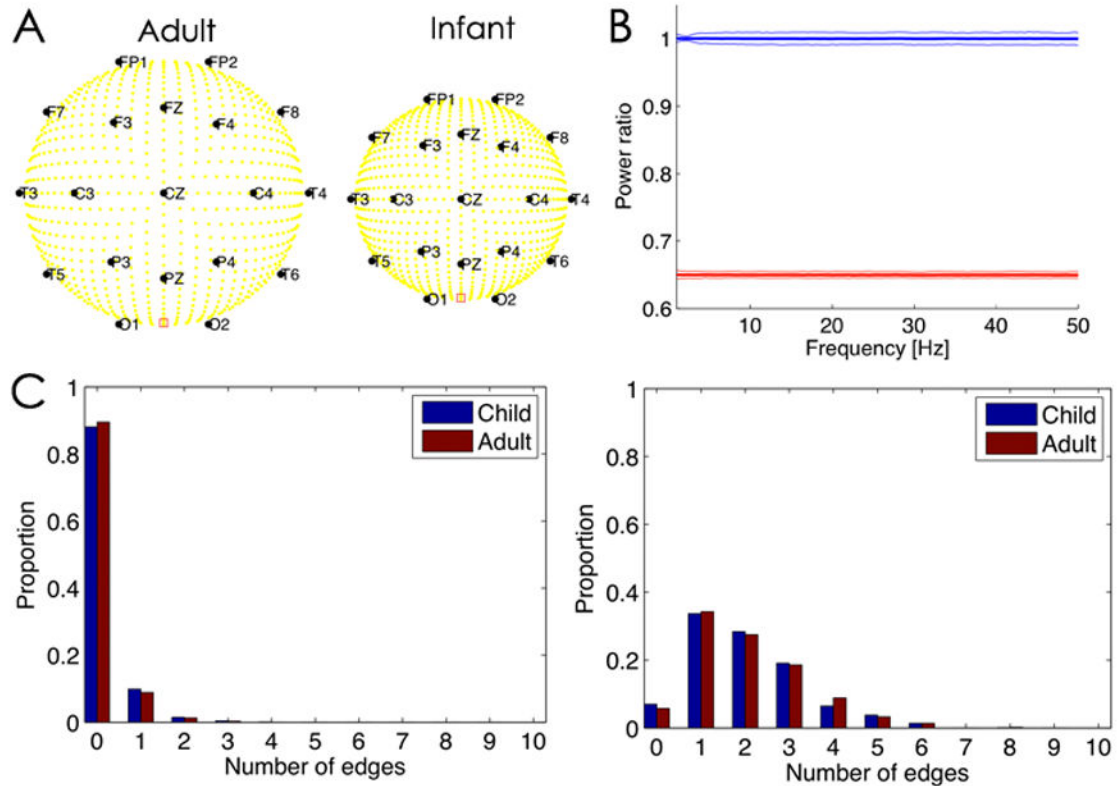 A
Adult
Infant
FP1 FP2
F7 F3 FZ F4 F8
T3 C3 CZ C4 T4
T5 P3 PZ P4 T6
O1 O2
FP1 FP2
F7 F3 FZ F4 F8
T3 C3 CZ C4 T4
T5 P3 PZ P4 T6
O1 O2
B
1
0.9
0.8
0.7
0.6
Power ratio
10 20 30 40 50
Frequency [Hz]
C
1
0.8
0.6
0.4
0.2
0
Proportion
Child
Adult
0 1 2 3 4 5 6 7 8 9 10
Number of edges
1
0.8
0.6
0.4
0.2
0
Proportion
Child
Adult
0 1 2 3 4 5 6 7 8 9 10
Number of edges